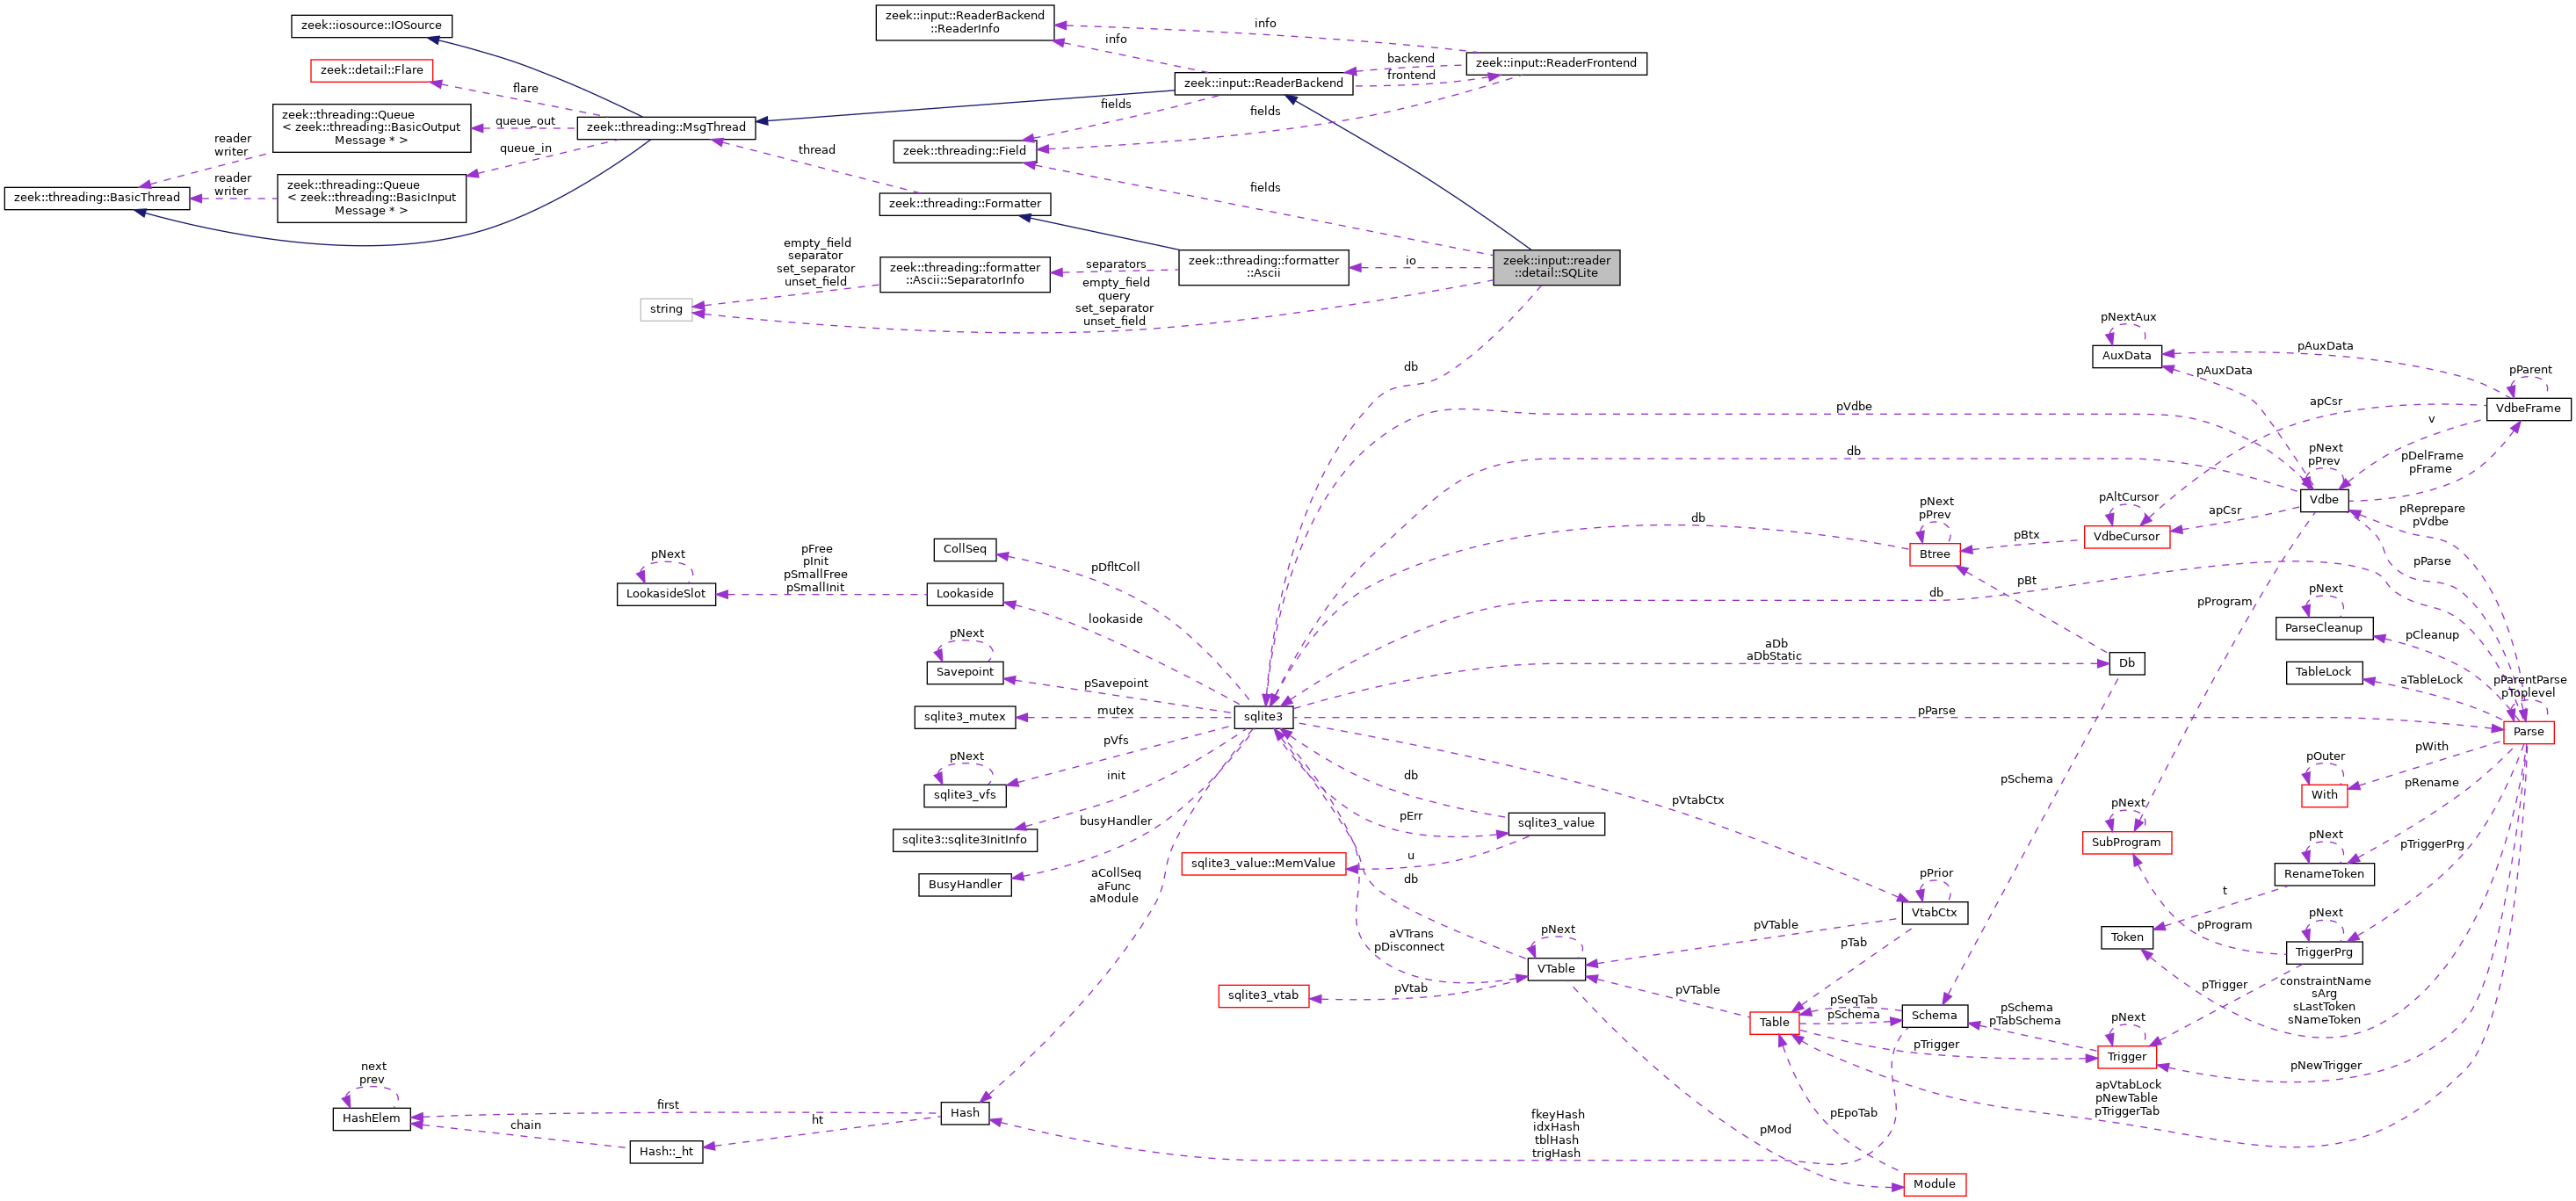 zeek::iosource::IOSource
zeek::input::ReaderBackend
::ReaderInfo
info
info
zeek::input::ReaderFrontend
backend
frontend
zeek::detail::Flare
flare
zeek::input::ReaderBackend
fields
fields
zeek::threading::Queue
< zeek::threading::BasicOutput
Message * >
queue_out
zeek::threading::MsgThread
reader
writer
queue_in
thread
zeek::threading::Field
fields
reader
writer
zeek::threading::Queue
< zeek::threading::BasicInput
Message * >
zeek::threading::BasicThread
zeek::threading::Formatter
empty_field
separator
set_separator
unset_field
zeek::threading::formatter
::Ascii::SeparatorInfo
separators
zeek::threading::formatter
::Ascii
io
zeek::input::reader
::detail::SQLite
empty_field
query
set_separator
unset_field
string
db
pNextAux
AuxData
pAuxData
pAuxData
pParent
VdbeFrame
apCsr
v
pVdbe
pDelFrame
pFrame
db
pNext
pPrev
Vdbe
pAltCursor
apCsr
VdbeCursor
pReprepare
pVdbe
pNext
pPrev
db
Btree
pBtx
pParse
CollSeq
pDfltColl
pNext
LookasideSlot
pFree
pInit
pSmallFree
pSmallInit
Lookaside
lookaside
db
pBt
pProgram
pNext
ParseCleanup
pCleanup
pNext
Savepoint
pSavepoint
aDb
aDbStatic
Db
TableLock
aTableLock
pParentParse
pToplevel
sqlite3_mutex
mutex
sqlite3
pParse
Parse
pVfs
pNext
sqlite3_vfs
init
db
pSchema
pOuter
With
pWith
pRename
sqlite3::sqlite3InitInfo
busyHandler
pErr
sqlite3_value
pVtabCtx
pNext
SubProgram
pNext
RenameToken
pTriggerPrg
BusyHandler
sqlite3_value::MemValue
u
db
aCollSeq
aFunc
aModule
pPrior
VtabCtx
t
pNext
Token
pProgram
TriggerPrg
aVTrans
pDisconnect
pNext
VTable
pVTable
pTab
sqlite3_vtab
pVtab
pVTable
pTrigger
constraintName
sArg
sLastToken
sNameToken
Table
pSeqTab
pSchema
Schema
pSchema
pTabSchema
pNext
Trigger
pTrigger
pNewTrigger
next
prev
HashElem
first
Hash
ht
chain
Hash::_ht
fkeyHash
idxHash
tblHash
trigHash
pMod
pEpoTab
apVtabLock
pNewTable
pTriggerTab
Module